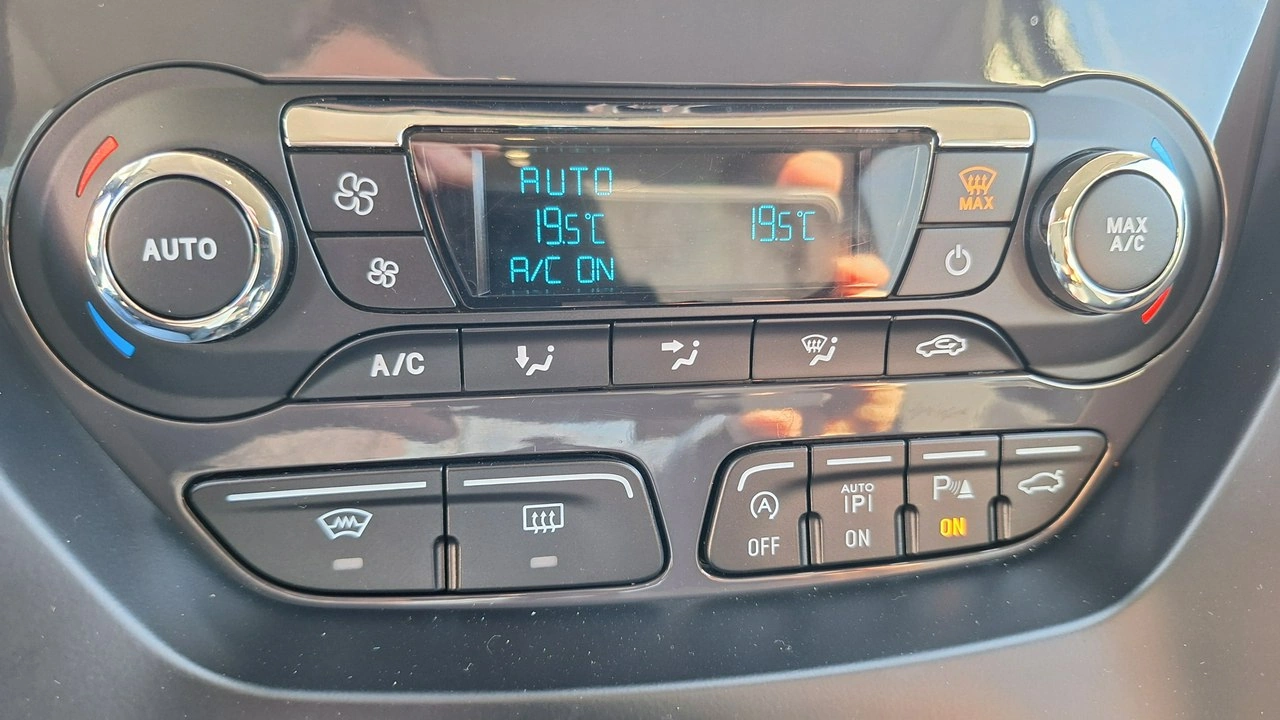 AUTO
AUTO
19.5°C 19.5°C
A/C ON
MAX
MAX
A/C
A/C
A
OFF
AUTO
P
ON
P
ON